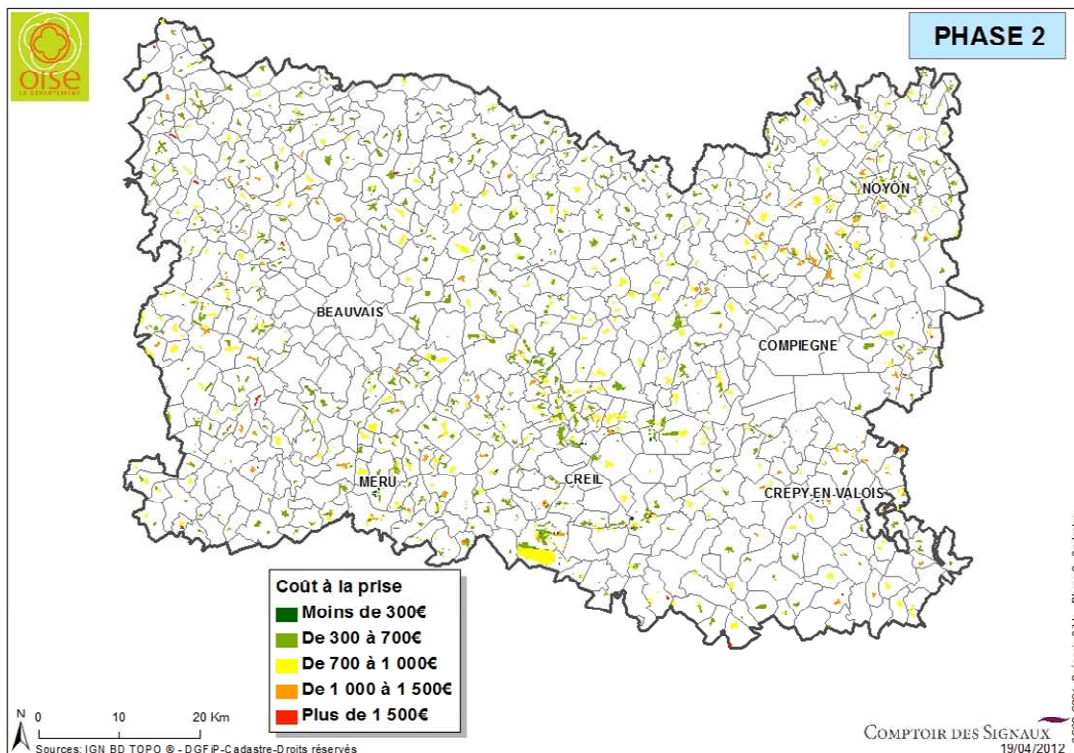 oise
LE DÉPARTEMENT
PHASE 2
NOYON
BEAUVAIS
COMPIEGNE
MERU
CREIL
CREPY-EN-VALOIS
Coût à la prise
Moins de 300€
De 300 à 700€
De 700 à 1 000€
De 1 000 à 1 500€
Plus de 1 500€
N
0 10 20 Km
Sources: IGN BD TOPO ® - DGFiP-Cadastre-Droits réservés
COMPTOIR DES SIGNAUX
19/04/2012